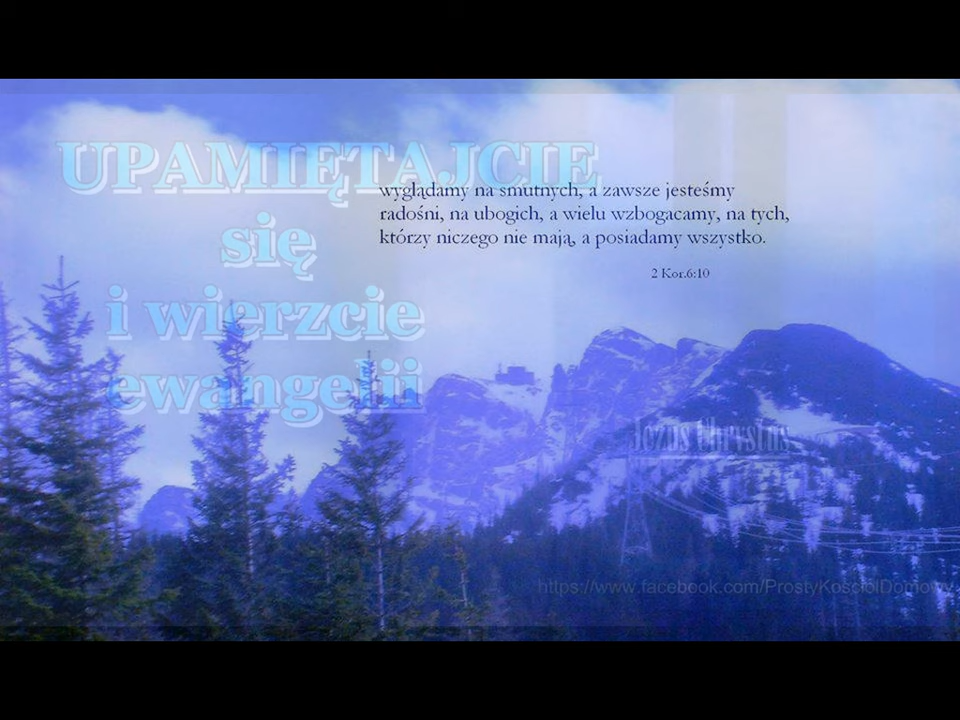 UPAMIĘTAJCIE
się
i wierzcie
ewangelii
wyglądamy na smutnych, a zawsze jesteśmy
radośni, na ubogich, a wielu wzbogacamy, na tych,
którzy niczego nie mają, a posiadamy wszystko.
2 Kor.6:10
Jezus Chrystus
https://www.facebook.com/ProstyKosciolDomowy